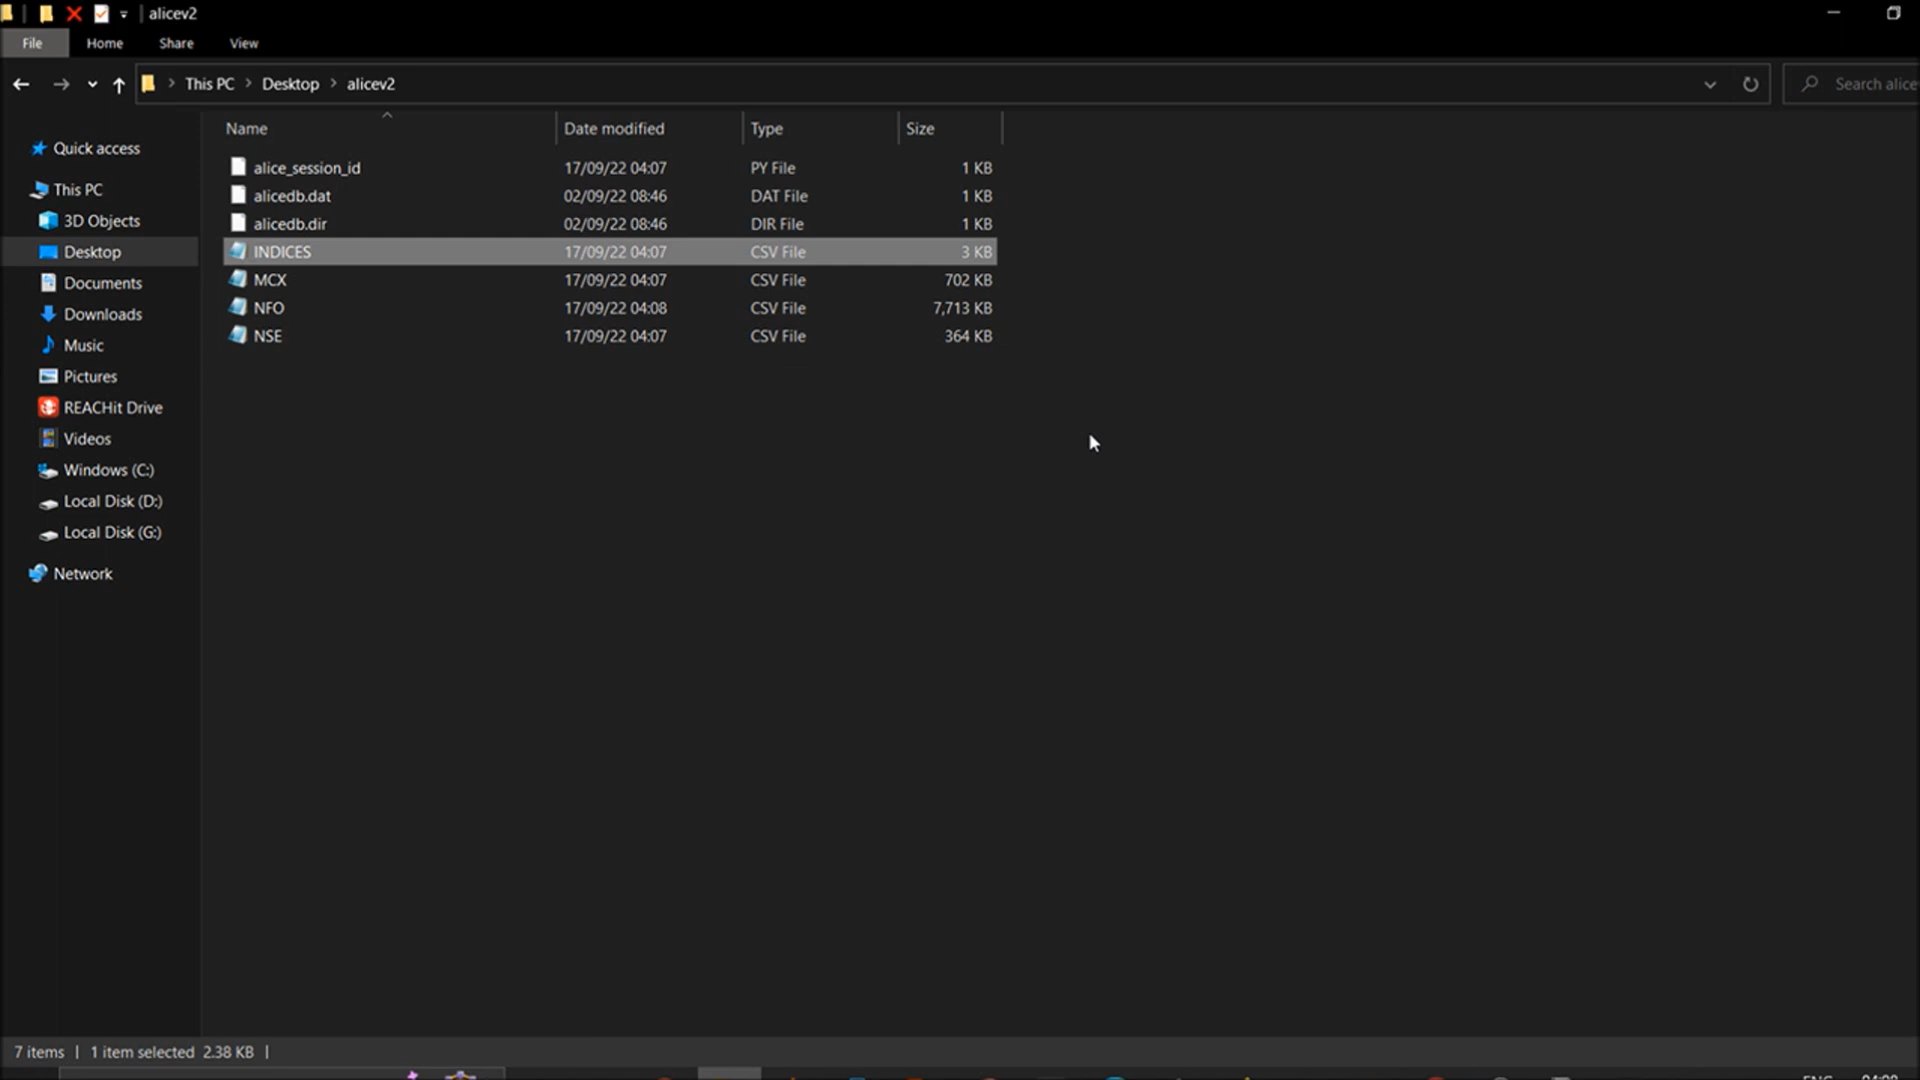 alicev2
File Home Share View
This PC Desktop alicev2
Search alice
Name Date modified Type Size
Quick access
This PC
3D Objects
Desktop
Documents
Downloads
Music
Pictures
REACHit Drive
Videos
Windows (C:)
Local Disk (D:)
Local Disk (G:)
Network
alice_session_id 17/09/22 04:07 PY File 1 KB
alicedb.dat 02/09/22 08:46 DAT File 1 KB
alicedb.dir 02/09/22 08:46 DIR File 1 KB
INDICES 17/09/22 04:07 CSV File 3 KB
MCX 17/09/22 04:07 CSV File 702 KB
NFO 17/09/22 04:08 CSV File 7,713 KB
NSE 17/09/22 04:07 CSV File 364 KB
7 items | 1 item selected 2.38 KB |